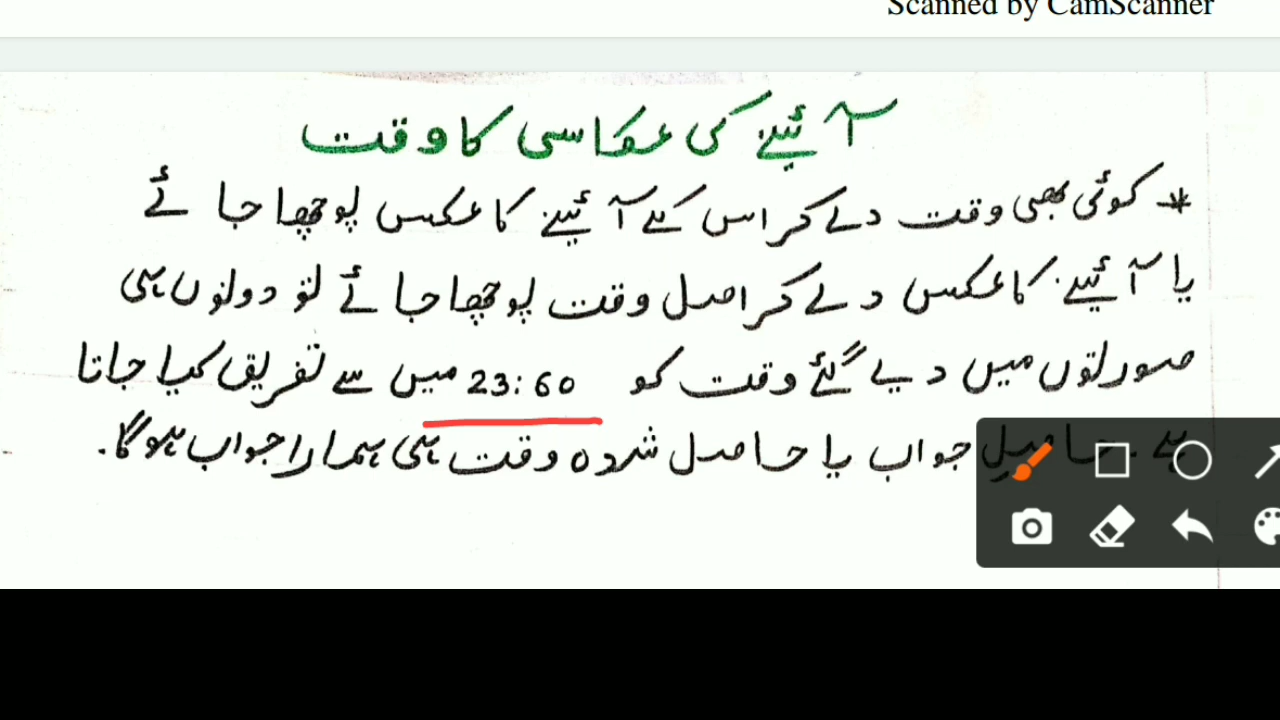 Scanned by CamScanner
آئینے کی عکاسی کا وقت
* کوئی بھی وقت دے کر اس کے آئینے کا عکس پوچھا جائے
یا آئینے کا عکس دے کر اصل وقت پوچھا جائے تو دونوں ہی
صورتوں میں دیے گئے وقت کو 23:60 میں سے تفریق کیا جاتا
ہے. حاصل جواب یا حاصل شدہ وقت ہی ہمارا جواب ہوگا.